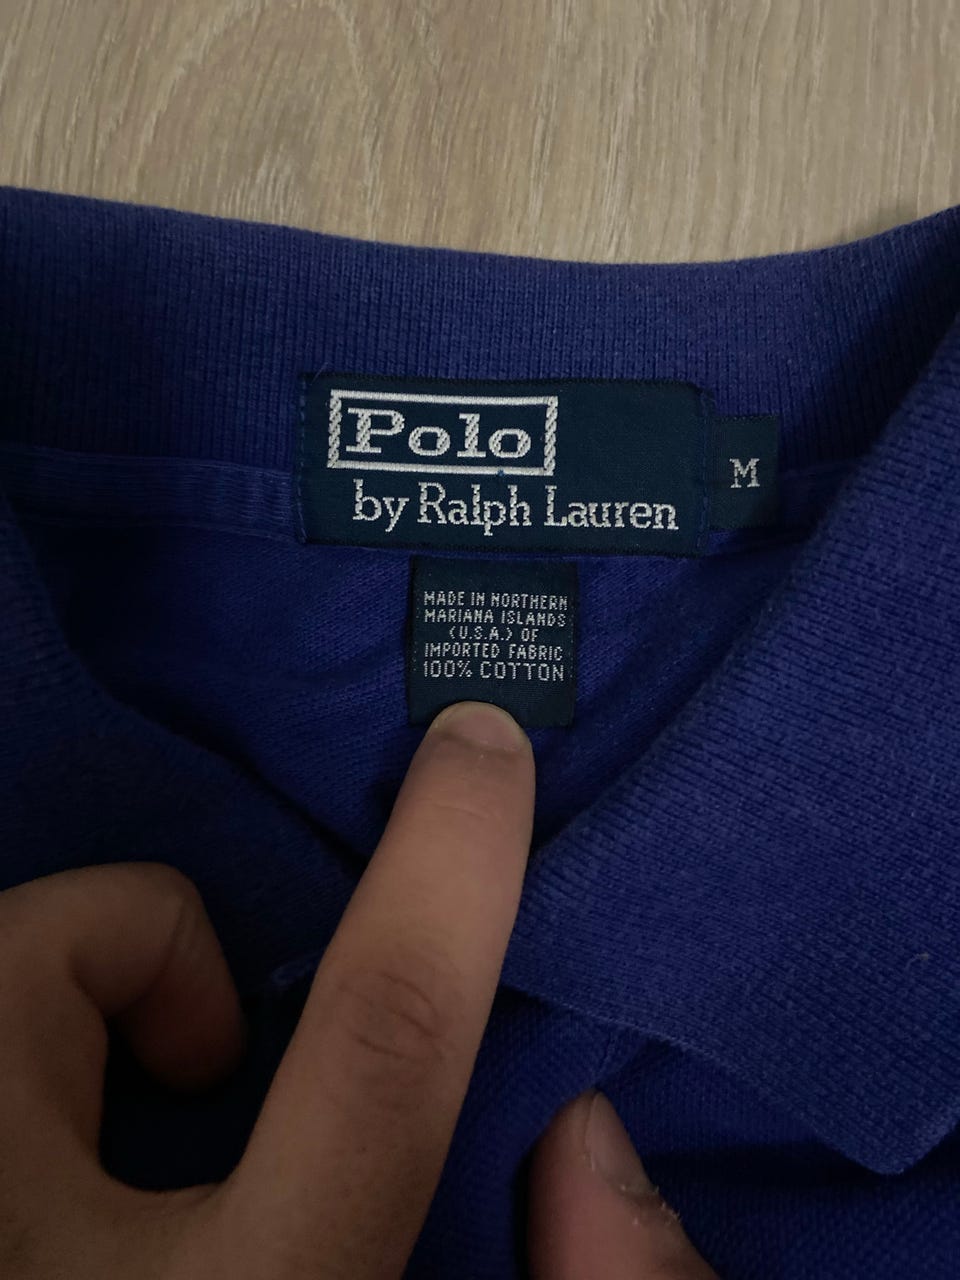 Polo
by Ralph Lauren
M
MADE IN NORTHERN
MARIANA ISLANDS
(U.S.A.) OF
IMPORTED FABRIC
100% COTTON